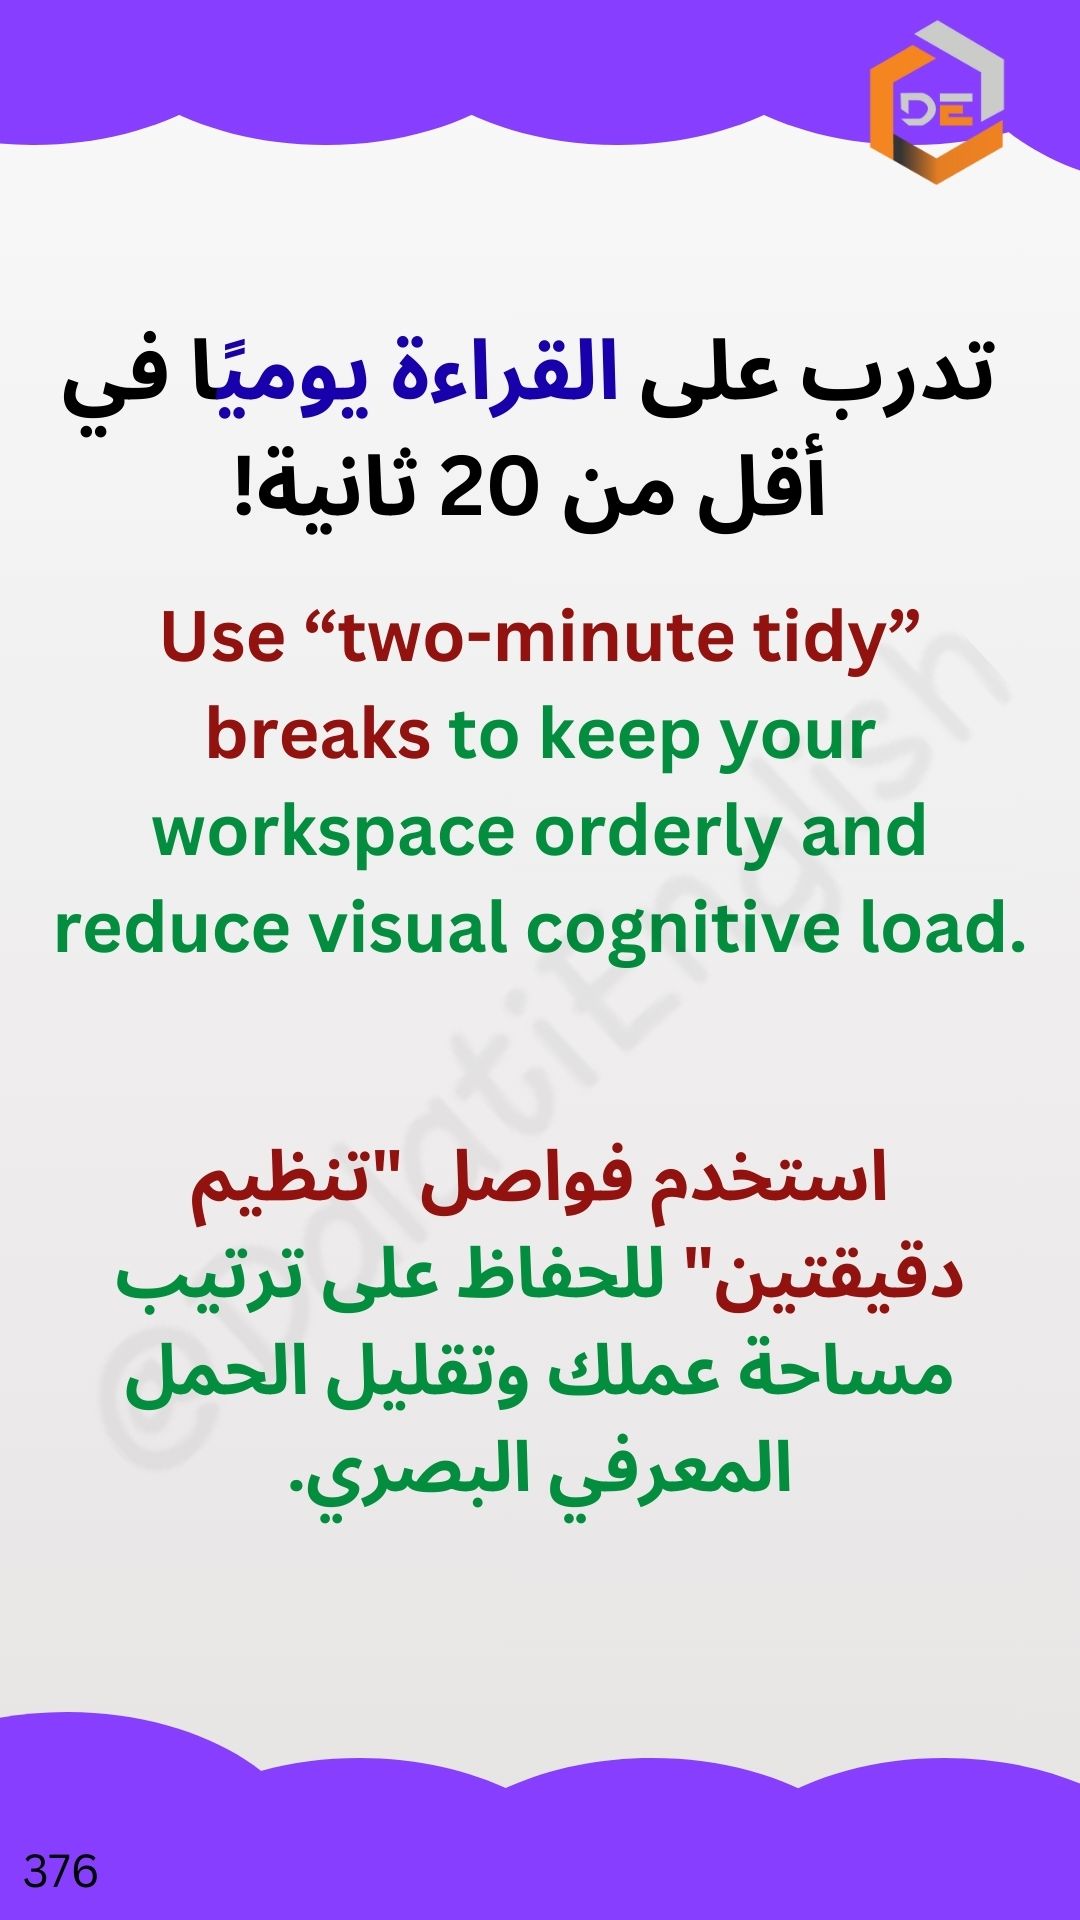 DE
تدرب على القراءة يوميًا في
أقل من 20 ثانية!
Use “two-minute tidy”
breaks to keep your
workspace orderly and
reduce visual cognitive load.
@DalatiEnglish
استخدم فواصل "تنظيم
دقيقتين" للحفاظ على ترتيب
مساحة عملك وتقليل الحمل
المعرفي البصري.
376